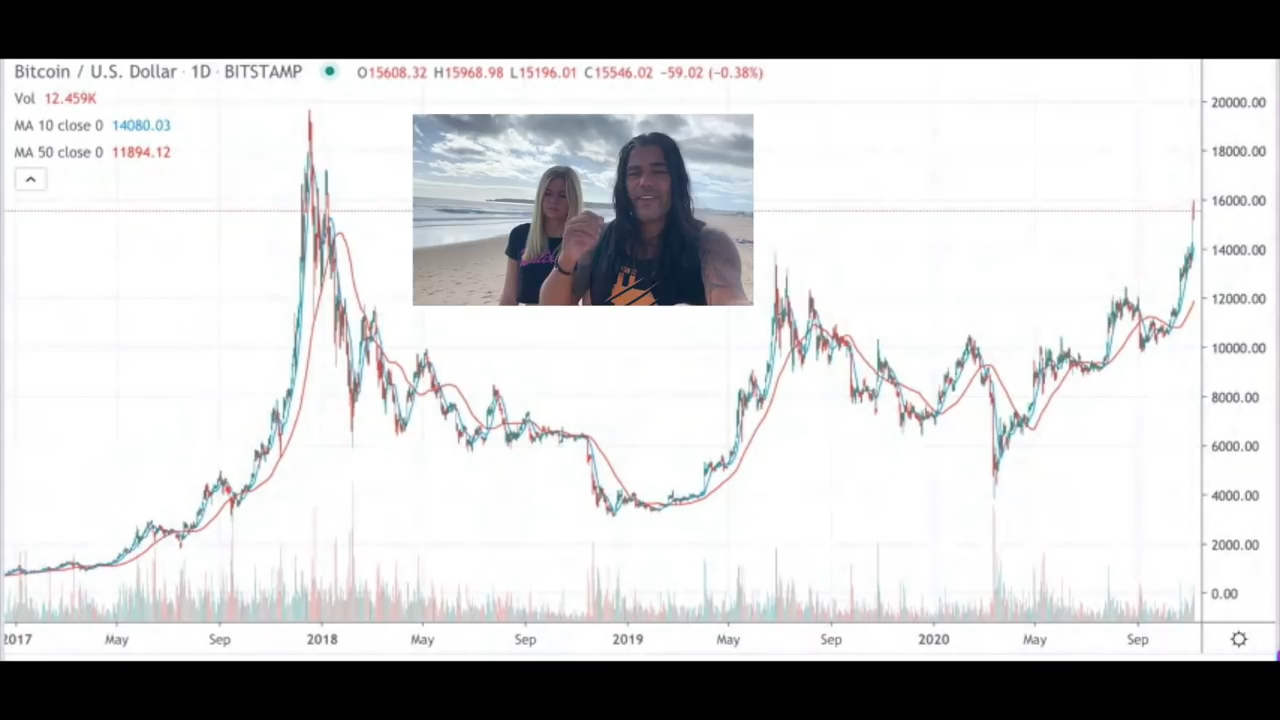 Bitcoin / U.S. Dollar · 1D · BITSTAMP O15608.32 H15968.98 L15196.01 C15546.02 −59.02 (−0.38%)
Vol 12.459K
MA 10 close 0 14080.03
MA 50 close 0 11894.12
20000.00
18000.00
16000.00
14000.00
12000.00
10000.00
8000.00
6000.00
4000.00
2000.00
0.00
2017 May Sep 2018 May Sep 2019 May Sep 2020 May Sep